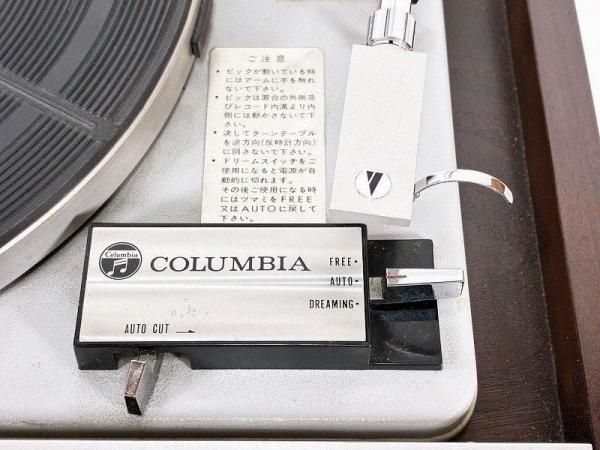 ご注意
• ピックが動いている時
にはアームに手を触れ
ないで下さい。
• ピックは置台の外側及
びレコード内溝より内
側には動かさないで下
さい。
• 決してターンテーブル
を逆方向(反時計方向)
に回さないで下さい。
• ドリームスイッチをご
使用になると電源が自
動的に切れます。
その後ご使用になる時
にはツマミをFREE
又はAUTOに戻して
下さい。
Columbia
COLUMBIA
FREE•
AUTO•
DREAMING•
AUTO CUT →